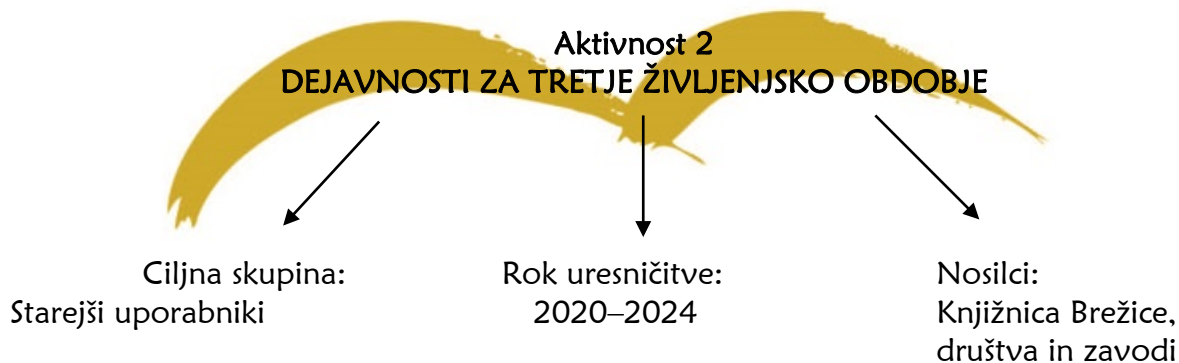 Aktivnost 2
DEJAVNOSTI ZA TRETJE ŽIVLJENJSKO OBDOBJE
Ciljna skupina:
Starejši uporabniki
Rok uresničitve:
2020–2024
Nosilci:
Knjižnica Brežice,
društva in zavodi